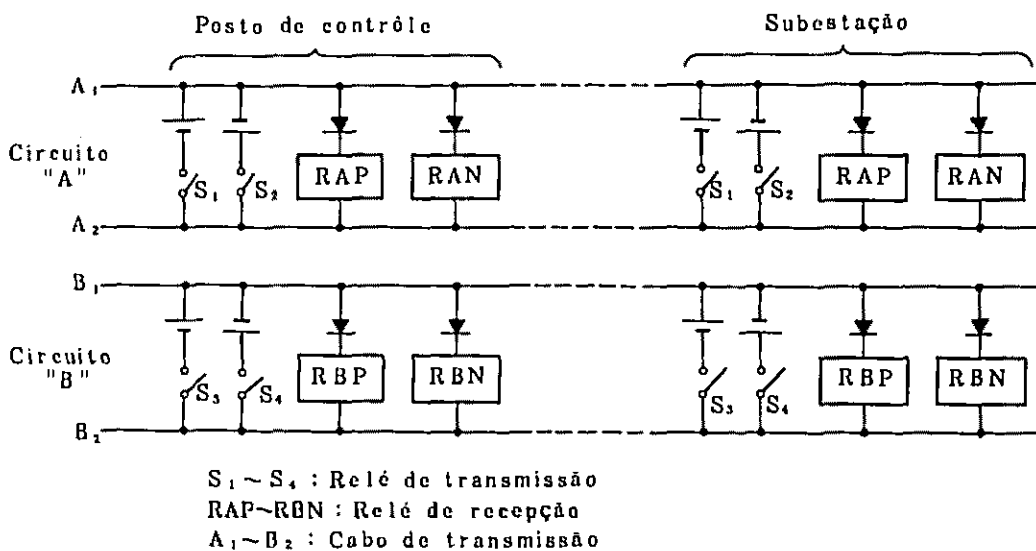 Posto de contrôle
Subestação
A₁
Circuito
"A"
S₁
S₂
RAP
RAN
S₁
S₂
RAP
RAN
A₂
B₁
Circuito
"B"
S₃
S₄
RBP
RBN
S₃
S₄
RBP
RBN
B₂
S₁~S₄ : Relé de transmissão
RAP~RBN : Relé de recepção
A₁~B₂ : Cabo de transmissão